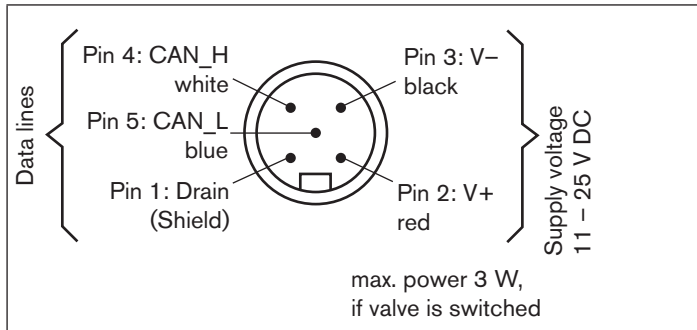 Data lines
Pin 4: CAN_H
white
Pin 5: CAN_L
blue
Pin 1: Drain
(Shield)
Pin 3: V–
black
Pin 2: V+
red
Supply voltage
11 – 25 V DC
max. power 3 W,
if valve is switched